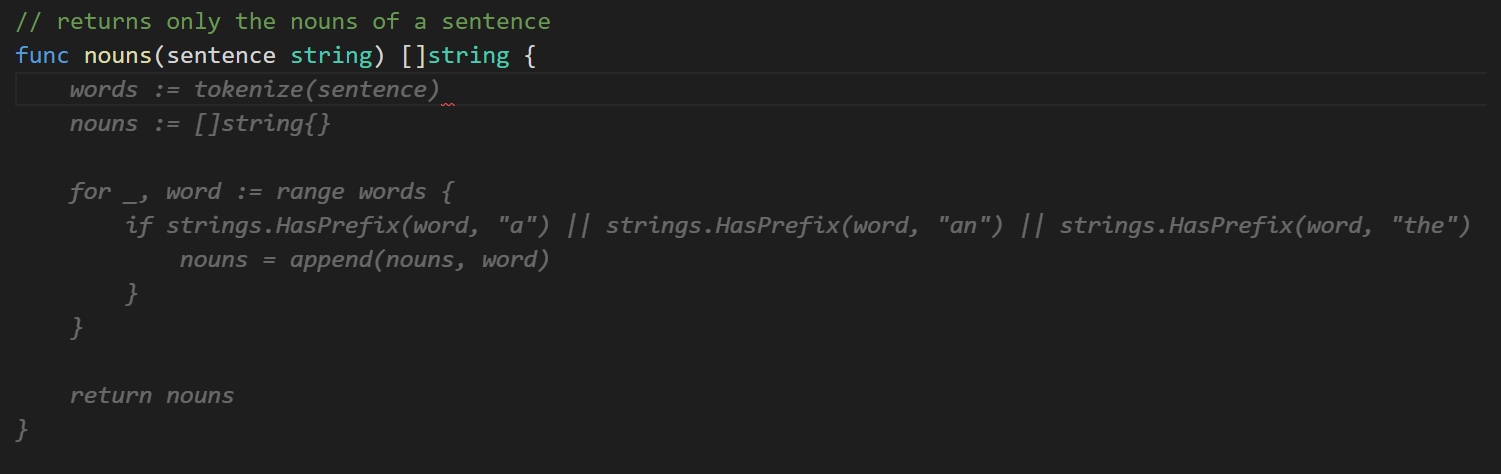 // returns only the nouns of a sentence
func nouns(sentence string) []string {
    words := tokenize(sentence)
    nouns := []string{}

    for _, word := range words {
        if strings.HasPrefix(word, "a") || strings.HasPrefix(word, "an") || strings.HasPrefix(word, "the")
            nouns = append(nouns, word)
        }
    }

    return nouns
}